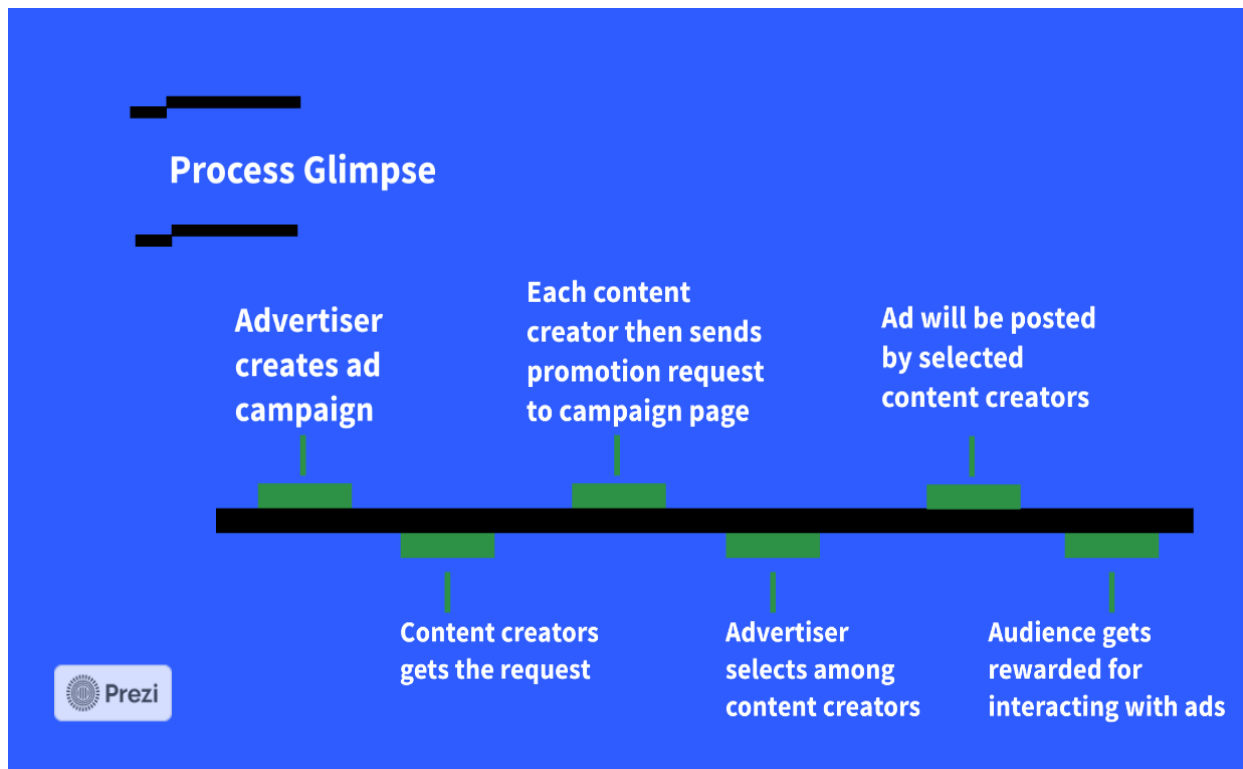 Process Glimpse
Advertiser
creates ad
campaign
Content creators
gets the request
Each content
creator then sends
promotion request
to campaign page
Advertiser
selects among
content creators
Ad will be posted
by selected
content creators
Audience gets
rewarded for
interacting with ads
Prezi